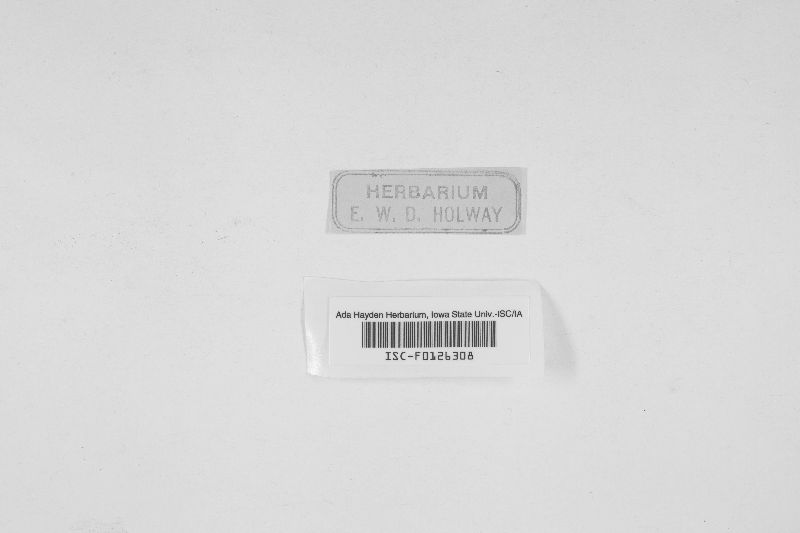 HERBARIUM
E. W. D. HOLWAY
Ada Hayden Herbarium, Iowa State Univ.-ISC/IA
ISC-F0126308